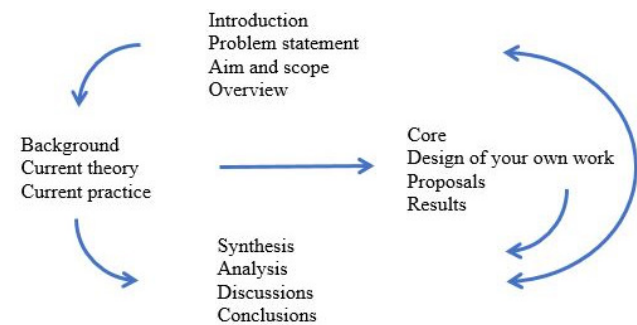 Introduction
Problem statement
Aim and scope
Overview
Background
Current theory
Current practice
Core
Design of your own work
Proposals
Results
Synthesis
Analysis
Discussions
Conclusions